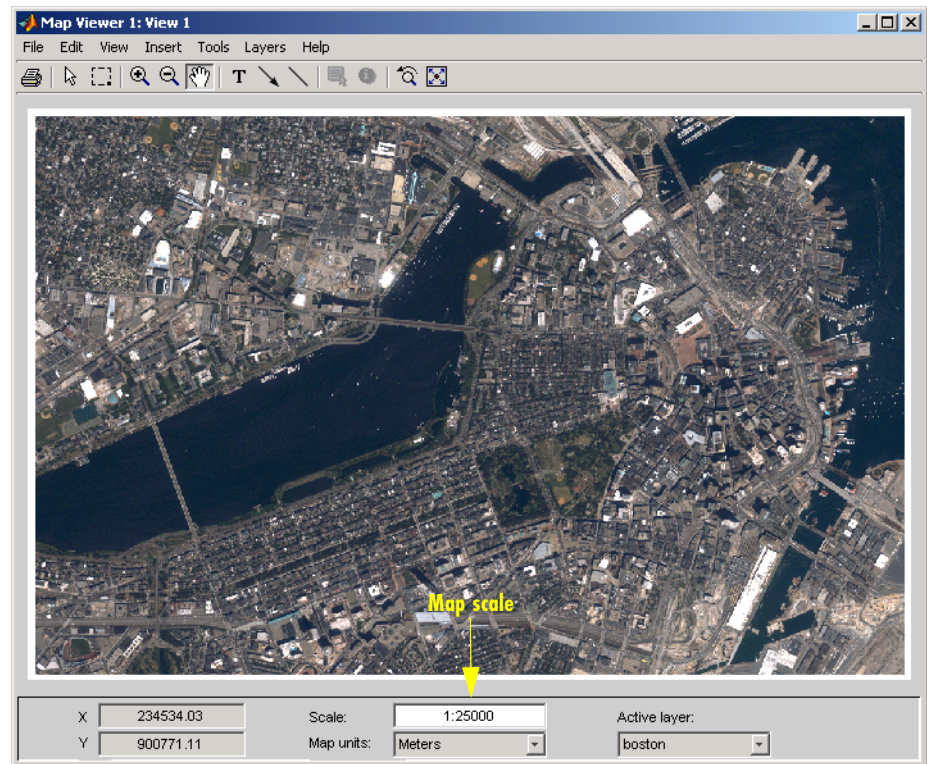 Map Viewer 1: View 1
File Edit View Insert Tools Layers Help
T
Map scale
X 234534.03 Scale: 1:25000 Active layer:
Y 900771.11 Map units: Meters boston